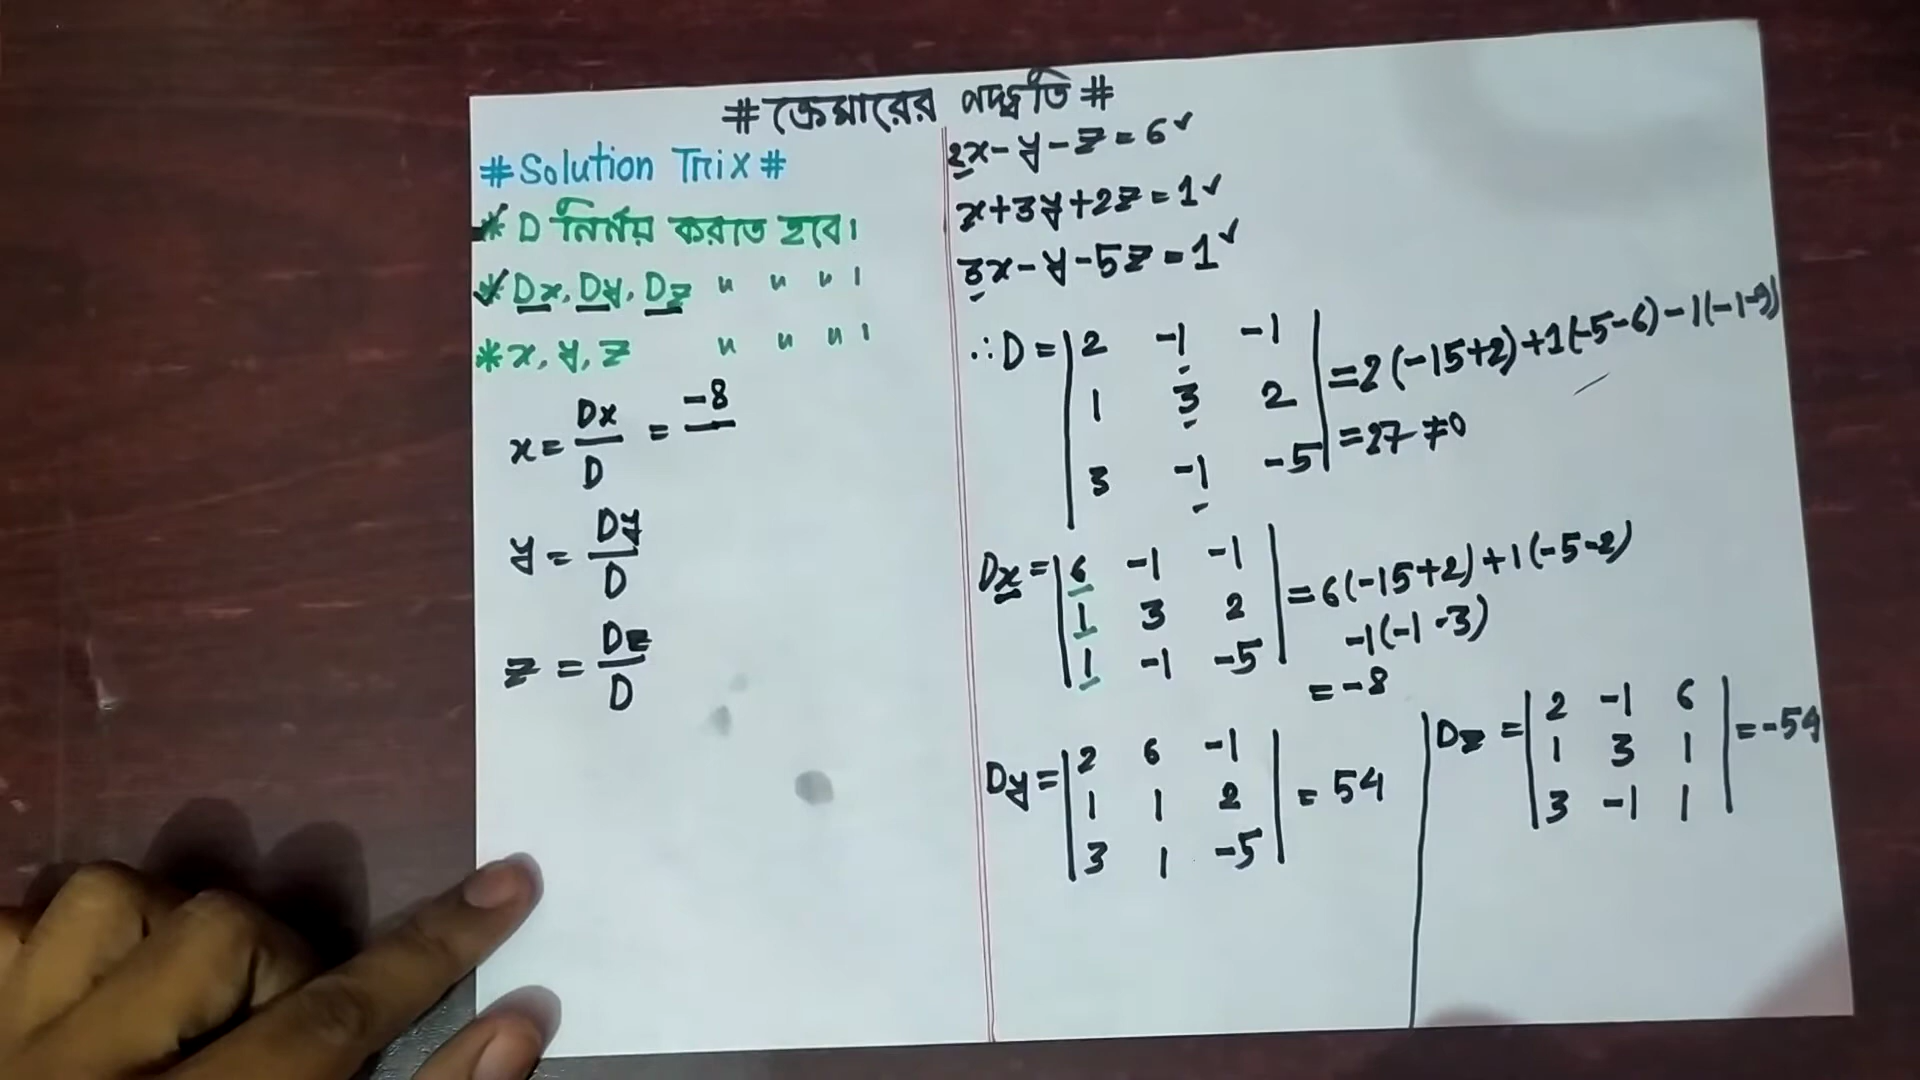 #ক্রেমারের পদ্ধতি#
#Solution Trix#
* D নির্ণয় করতে হবে।
* Dx, Dy, Dz " " " ।
* x, y, z " " " ।
x = Dx/D = -8/
y = Dy/D
z = Dz/D
2x - y - z = 6 ✓
x + 3y + 2z = 1 ✓
3x - y - 5z = 1 ✓
∴ D = | 2 -1 -1 | = 2(-15+2)+1(-5-6)-1(-1-9)
| 1 3 2 | = 27 ≠ 0
| 3 -1 -5 |
Dx = | 6 -1 -1 | = 6(-15+2)+1(-5-2)
| 1 3 2 | -1(-1-3)
| 1 -1 -5 |
= -8
Dy = | 2 6 -1 | = 54
| 1 1 2 |
| 3 1 -5 |
Dz = | 2 -1 6 | = -54
| 1 3 1 |
| 3 -1 1 |